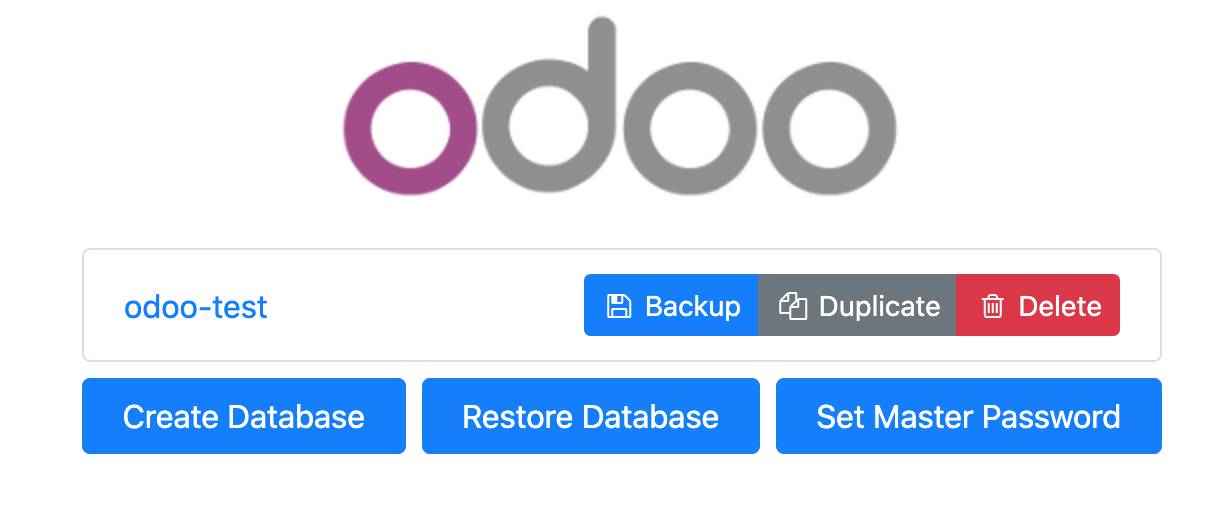 odoo
odoo-test
Backup
Duplicate
Delete
Create Database
Restore Database
Set Master Password